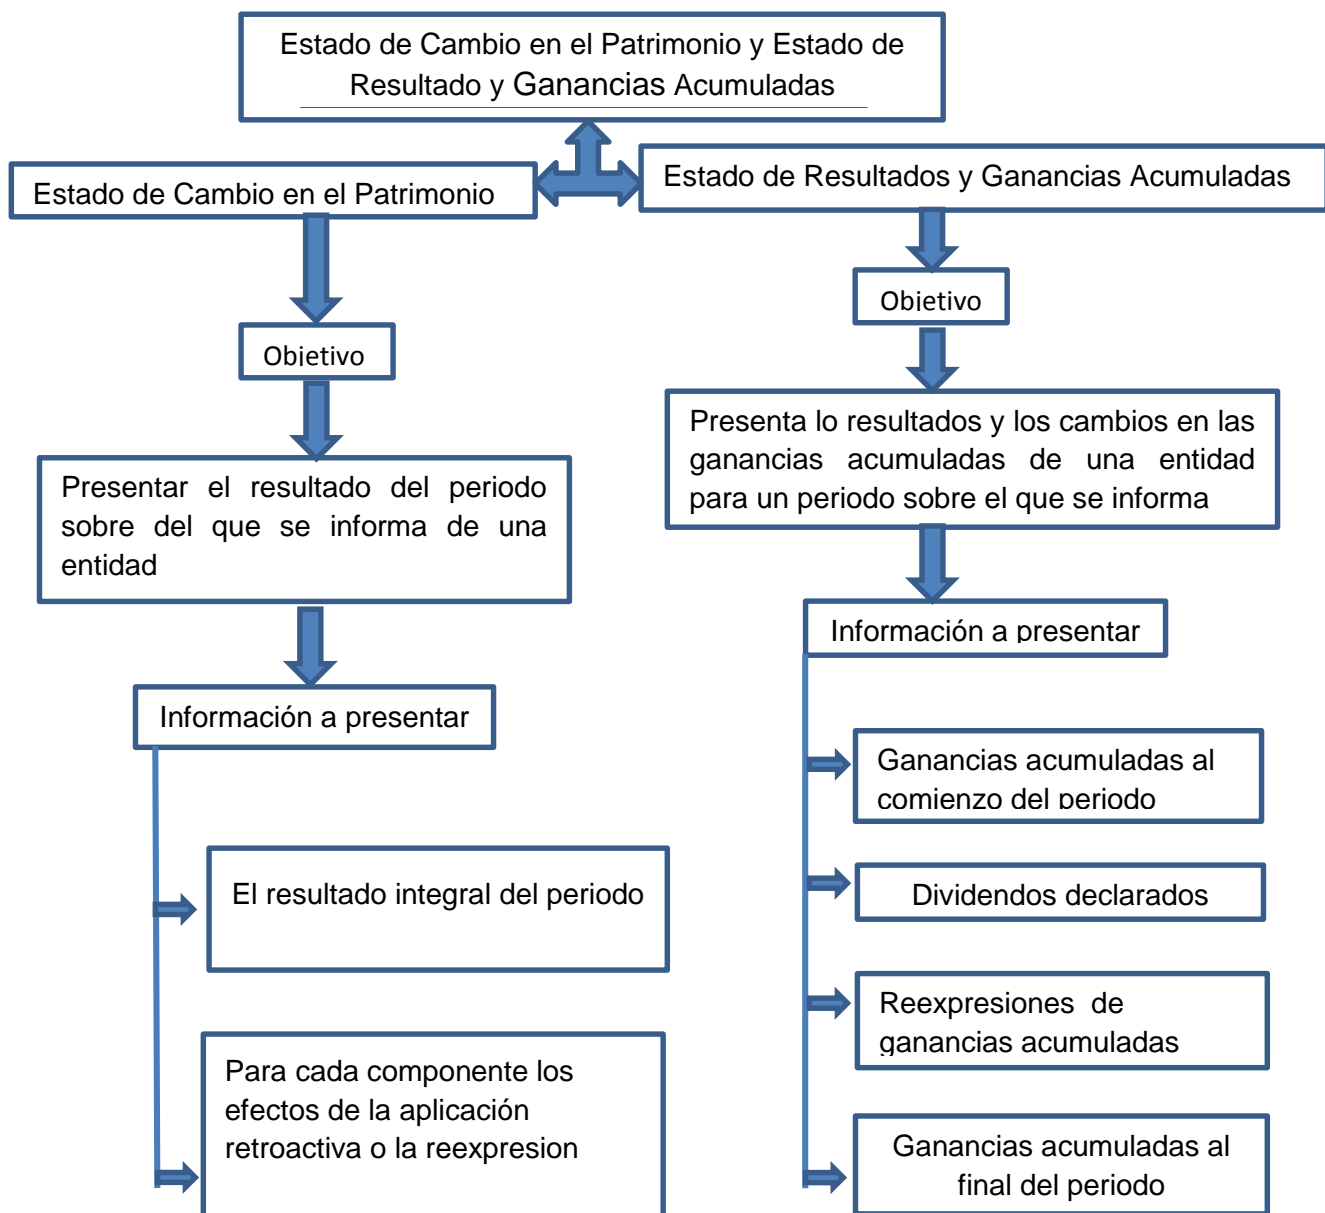 Estado de Cambio en el Patrimonio y Estado de
Resultado y Ganancias Acumuladas
Estado de Cambio en el Patrimonio
Obietivo
Presentar el resultado del periodo
sobre del que se informa de una
entidad
Información a presentar
El resultado integral del periodo
Para cada componente los
efectos de la aplicación
retroactiva o la reexpresion
Estado de Resultados y Ganancias Acumuladas
Objetivo
Presenta lo resultados y los cambios en las
ganancias acumuladas de una entidad
para un periodo sobre el que se informa
Información a presentar
Ganancias acumuladas al
comienzo del periodo
Dividendos declarados
Reexpresiones de
ganancias acumuladas
Ganancias acumuladas al
final del periodo